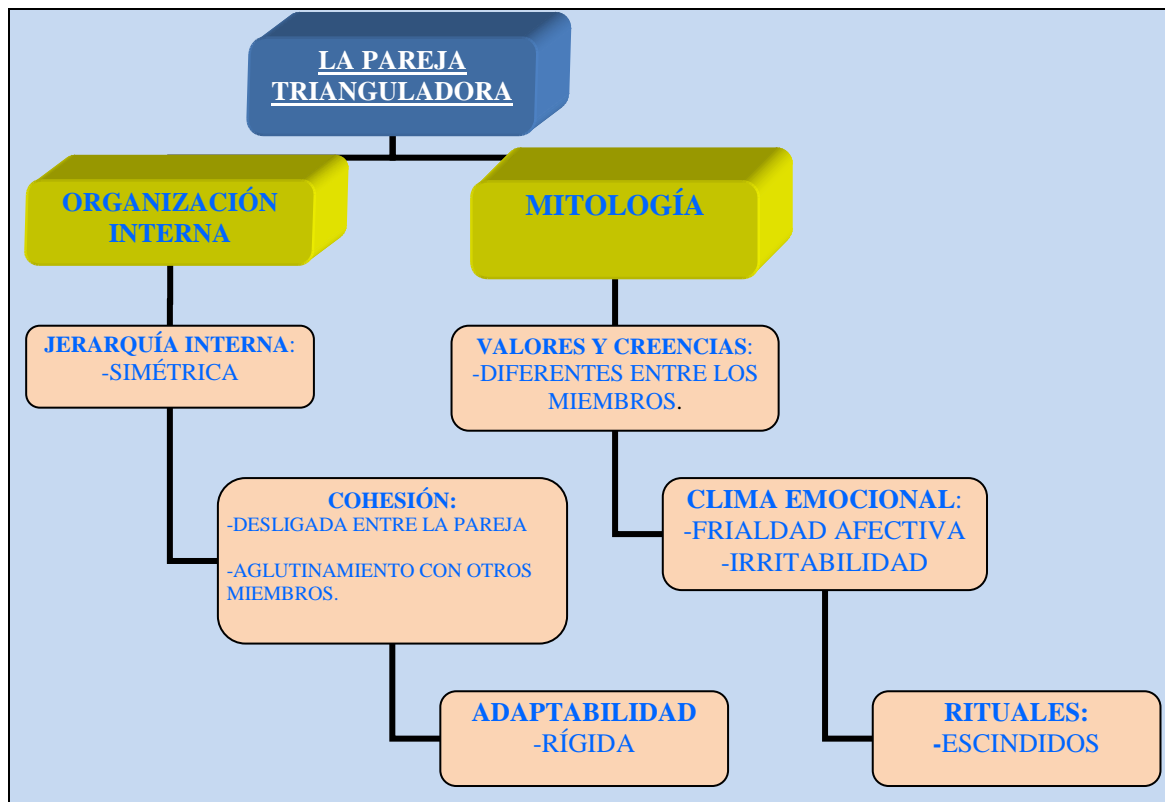 LA PAREJA
TRIANGULADORA
ORGANIZACIÓN
INTERNA
MITOLOGÍA
JERARQUÍA INTERNA:
-SIMÉTRICA
VALORES Y CREENCIAS:
-DIFERENTES ENTRE LOS
MIEMBROS.
COHESIÓN:
-DESLIGADA ENTRE LA PAREJA
-AGLUTINAMIENTO CON OTROS
MIEMBROS.
CLIMA EMOCIONAL:
-FRIALDAD AFECTIVA
-IRRITABILIDAD
ADAPTABILIDAD
-RÍGIDA
RITUALES:
-ESCINDIDOS